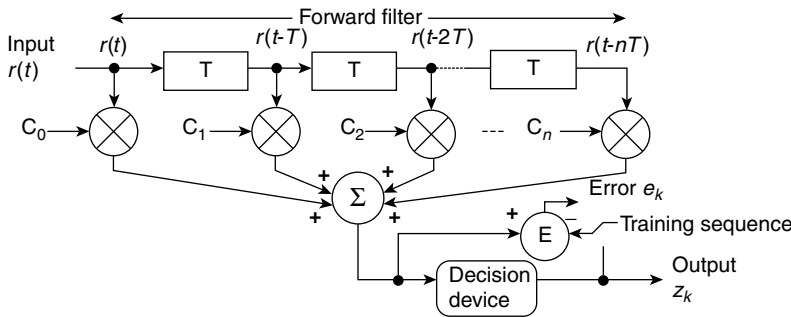 Forward filter
Input
r(t)
r(t)
r(t-T)
r(t-2T)
r(t-nT)
T
T
T
C0
C1
C2
---
Cn
+
+
+
+
Σ
Error ek
+
–
E
Training sequence
Decision
device
Output
zk